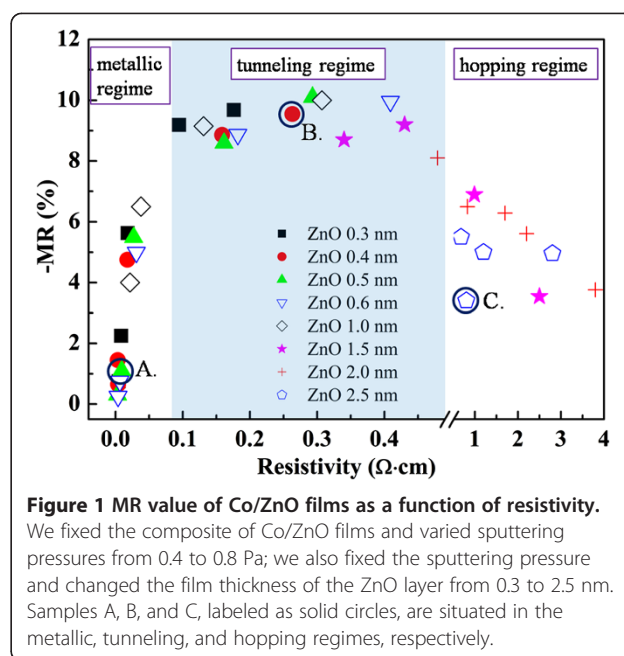 12
10
8
6
4
2
0
-MR (%)
metallic regime
tunneling regime
hopping regime
A.
B.
C.
ZnO 0.3 nm
ZnO 0.4 nm
ZnO 0.5 nm
ZnO 0.6 nm
ZnO 1.0 nm
ZnO 1.5 nm
ZnO 2.0 nm
ZnO 2.5 nm
0.0 0.1 0.2 0.3 0.4 1 2 3 4
Resistivity (Ω·cm)
Figure 1 MR value of Co/ZnO films as a function of resistivity.
We fixed the composite of Co/ZnO films and varied sputtering
pressures from 0.4 to 0.8 Pa; we also fixed the sputtering pressure
and changed the film thickness of the ZnO layer from 0.3 to 2.5 nm.
Samples A, B, and C, labeled as solid circles, are situated in the
metallic, tunneling, and hopping regimes, respectively.